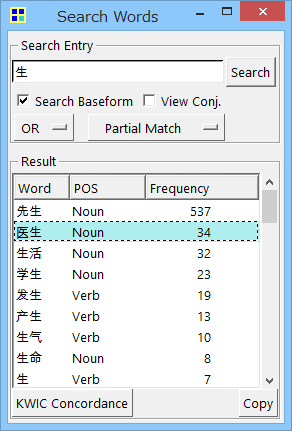 Search Words
Search Entry
生
Search
Search Baseform View Conj.
OR Partial Match
Result
Word POS Frequency
先生 Noun 537
医生 Noun 34
生活 Noun 32
学生 Noun 23
发生 Verb 19
产生 Verb 13
生气 Verb 10
生命 Noun 8
生 Verb 7
KWIC Concordance Copy